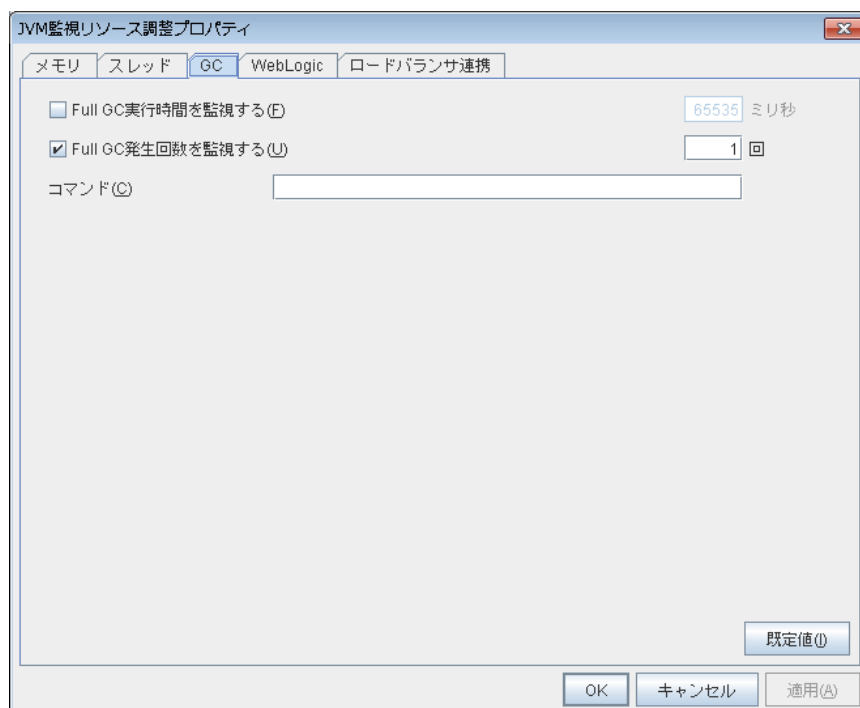 JVM監視リソース調整プロパティ
メモリ スレッド GC WebLogic ロードバランサ連携
Full GC実行時間を監視する(F) 65535 ミリ秒
Full GC発生回数を監視する(U) 1 回
コマンド(C)
既定値(I)
OK キャンセル 適用(A)